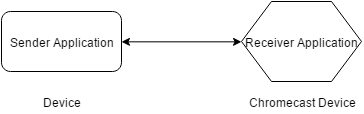 Sender Application
Receiver Application
Device
Chromecast Device